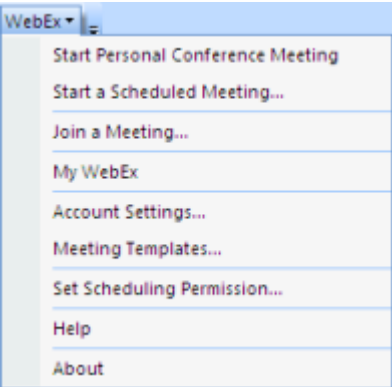 WebEx
Start Personal Conference Meeting
Start a Scheduled Meeting...
Join a Meeting...
My WebEx
Account Settings...
Meeting Templates...
Set Scheduling Permission...
Help
About